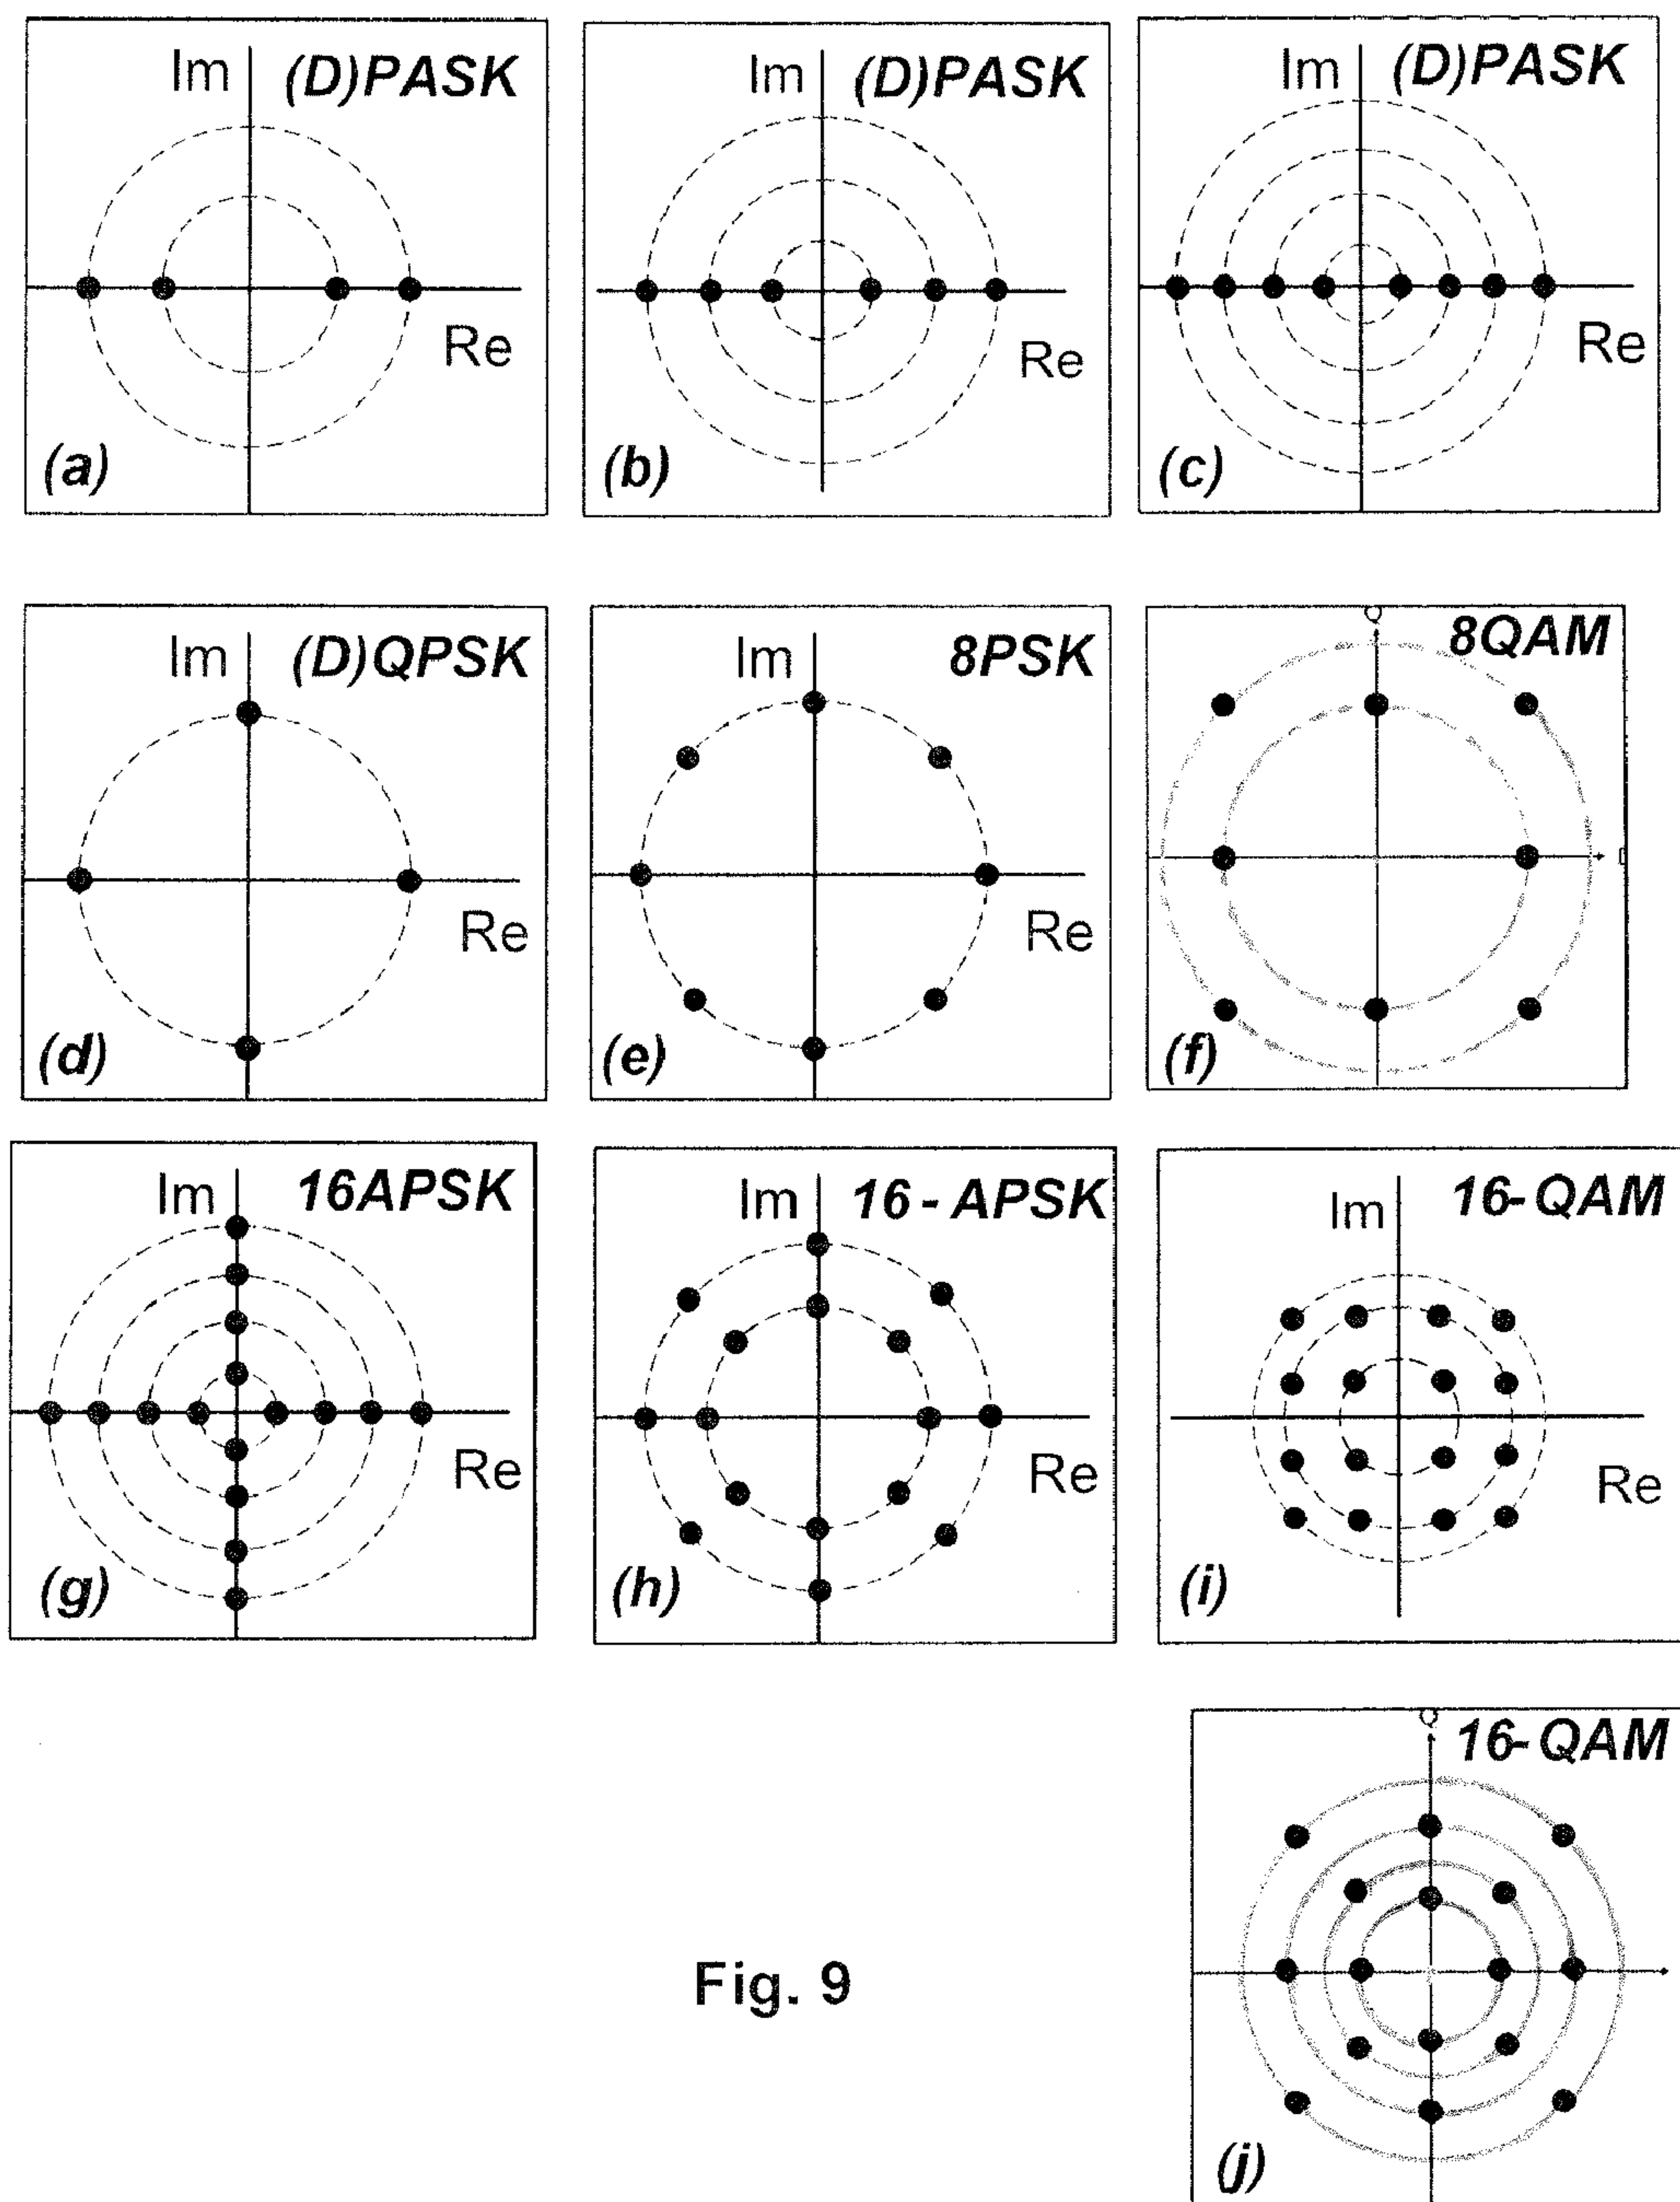 Im (D)PASK
Re
(a)
Im (D)PASK
Re
(b)
Im (D)PASK
Re
(c)
Im (D)QPSK
Re
(d)
Im 8PSK
Re
(e)
Q 8QAM
(f)
Im 16APSK
Re
(g)
Im 16-APSK
Re
(h)
Im 16-QAM
Re
(i)
Q 16-QAM
(j)
Fig. 9